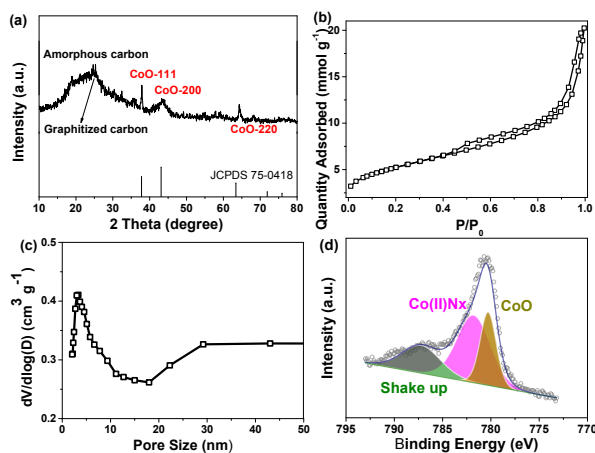 (a)
Amorphous carbon
CoO-111
CoO-200
Graphitized carbon
CoO-220
JCPDS 75-0418
Intensity (a.u.)
10 20 30 40 50 60 70 80
2 Theta (degree)
(b)
Quantity Adsorbed (mmol g⁻¹)
20
15
10
5
0.0 0.2 0.4 0.6 0.8 1.0
P/P₀
(c)
dV/dlog(D) (cm³ g⁻¹)
0.5
0.4
0.3
0.2
0 10 20 30 40 50
Pore Size (nm)
(d)
Co(II)Nx
CoO
Shake up
Intensity (a.u.)
795 790 785 780 775 770
Binding Energy (eV)